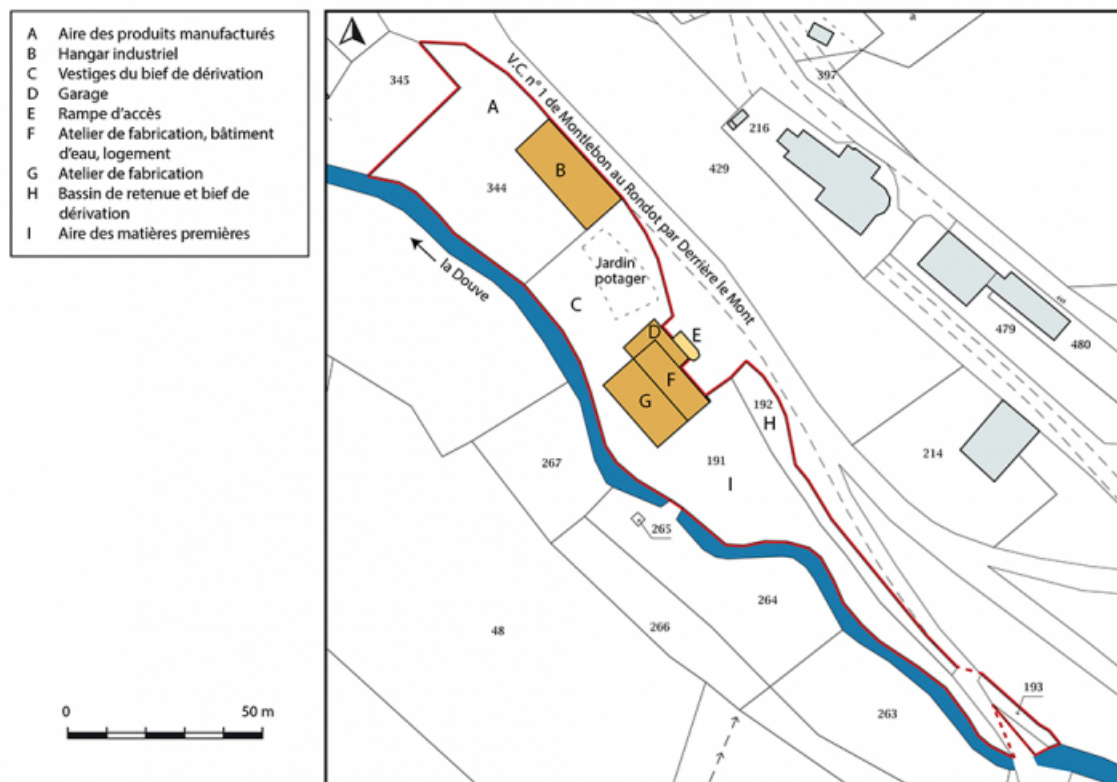 A Aire des produits manufacturés
B Hangar industriel
C Vestiges du bief de dérivation
D Garage
E Rampe d'accès
F Atelier de fabrication, bâtiment
d'eau, logement
G Atelier de fabrication
H Bassin de retenue et bief de
dérivation
I Aire des matières premières
0 50 m
a
397
345
A
V.C. n° 1 de Montlebon au Rondot par Derrière le Mont
216
429
B
344
la Douve
Jardin
potager
C
D
E
479
480
F
G
192
H
214
267
191
I
265
264
266
48
193
263